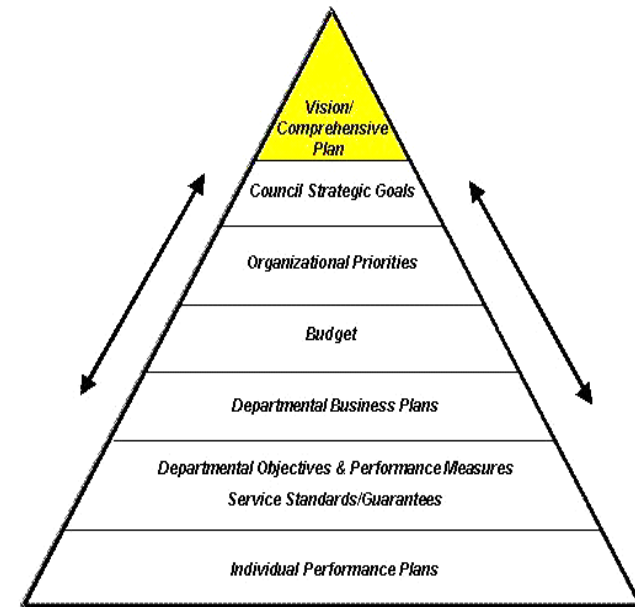 Vision/
Comprehensive
Plan
Council Strategic Goals
Organizational Priorities
Budget
Departmental Business Plans
Departmental Objectives & Performance Measures
Service Standards/Guarantees
Individual Performance Plans